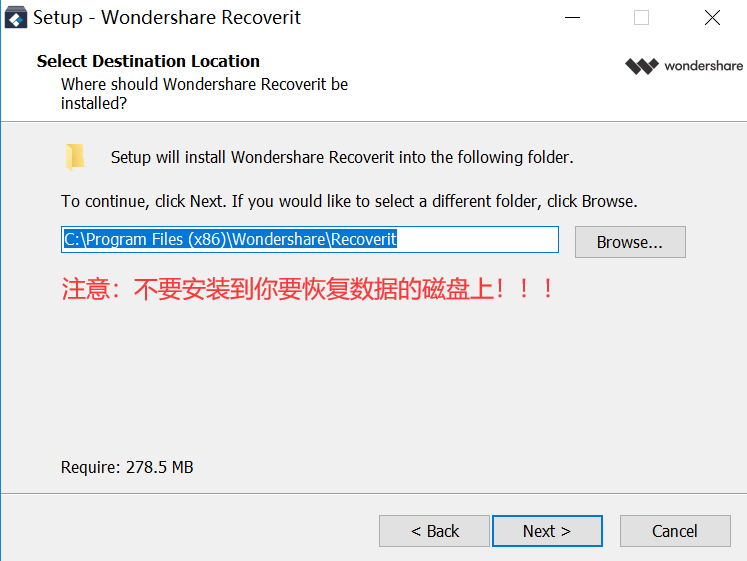 Setup - Wondershare Recoverit
Select Destination Location
Where should Wondershare Recoverit be
installed?
wondershare
Setup will install Wondershare Recoverit into the following folder.
To continue, click Next. If you would like to select a different folder, click Browse.
C:\Program Files (x86)\Wondershare\Recoverit
Browse...
注意：不要安装到你要恢复数据的磁盘上！！！
Require: 278.5 MB
< Back
Next >
Cancel